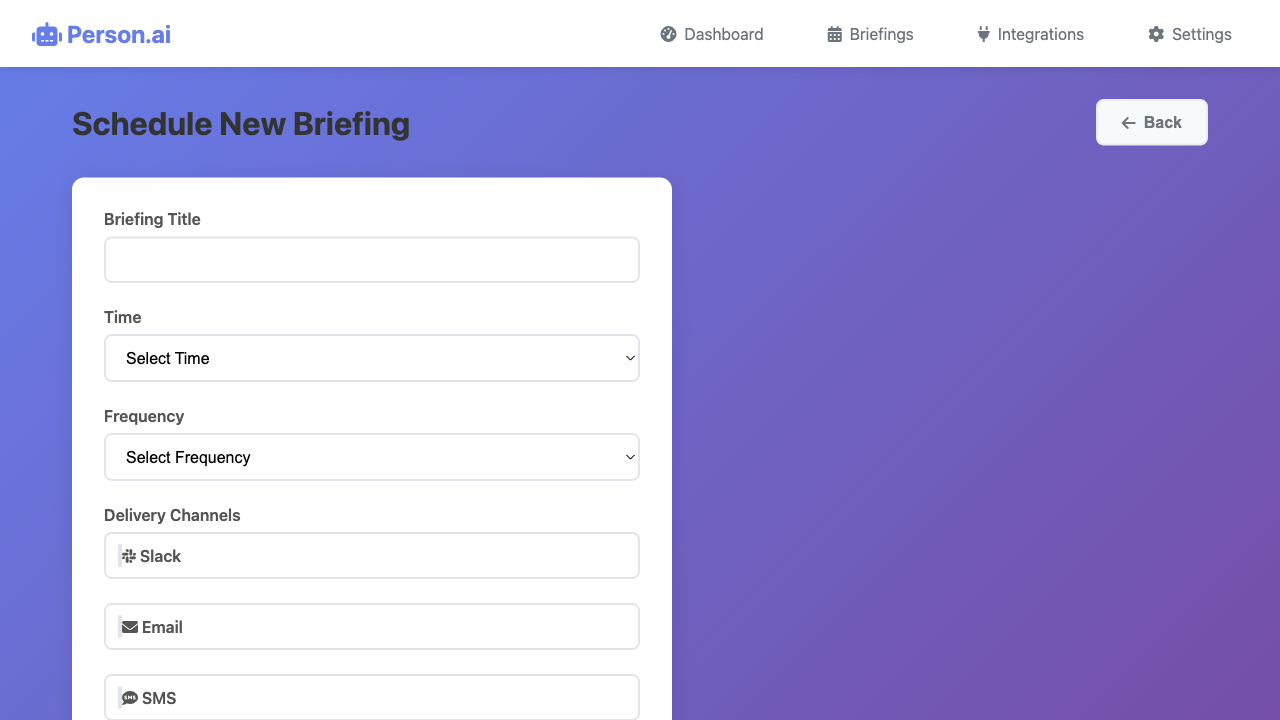 Person.ai
Dashboard
Briefings
Integrations
Settings
Schedule New Briefing
Back
Briefing Title
Time
Select Time
Frequency
Select Frequency
Delivery Channels
Slack
Email
SMS